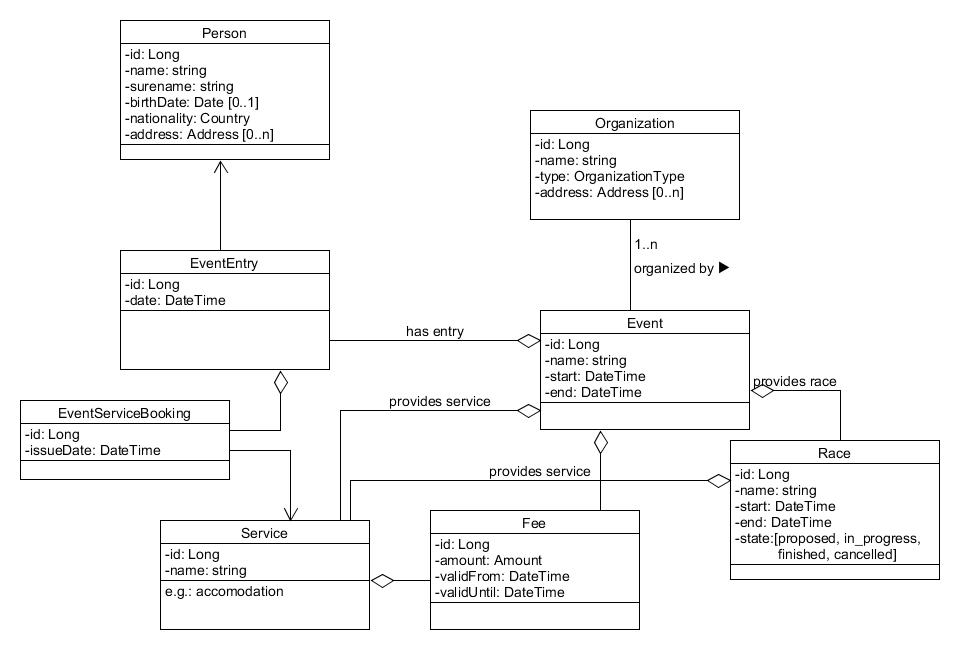 Person
-id: Long
-name: string
-surename: string
-birthDate: Date [0..1]
-nationality: Country
-address: Address [0..n]
Organization
-id: Long
-name: string
-type: OrganizationType
-address: Address [0..n]
1..n
organized by ▶
EventEntry
-id: Long
-date: DateTime
has entry
Event
-id: Long
-name: string
-start: DateTime
-end: DateTime
provides race
provides service
EventServiceBooking
-id: Long
-issueDate: DateTime
provides service
Race
-id: Long
-name: string
-start: DateTime
-end: DateTime
-state:[proposed, in_progress,
finished, cancelled]
Service
-id: Long
-name: string
e.g.: accomodation
Fee
-id: Long
-amount: Amount
-validFrom: DateTime
-validUntil: DateTime